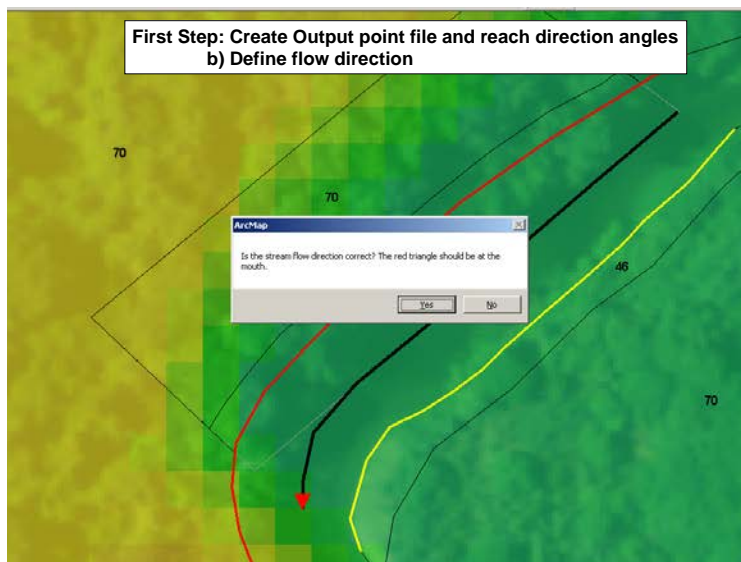 First Step: Create Output point file and reach direction angles
b) Define flow direction
70
70
ArcMap
Is the stream flow direction correct? The red triangle should be at the
mouth.
Yes
No
46
70